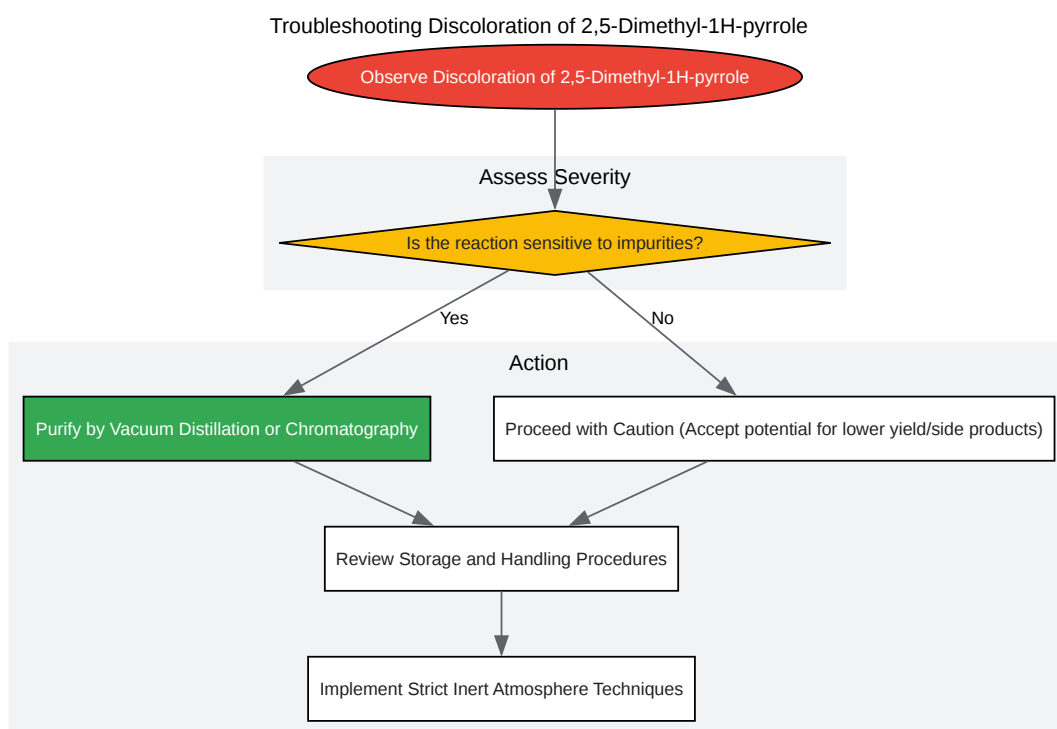 Troubleshooting Discoloration of 2,5-Dimethyl-1H-pyrrole
Observe Discoloration of 2,5-Dimethyl-1H-pyrrole
Assess Severity
Is the reaction sensitive to impurities?
Yes
No
Action
Purify by Vacuum Distillation or Chromatography
Proceed with Caution (Accept potential for lower yield/side products)
Review Storage and Handling Procedures
Implement Strict Inert Atmosphere Techniques